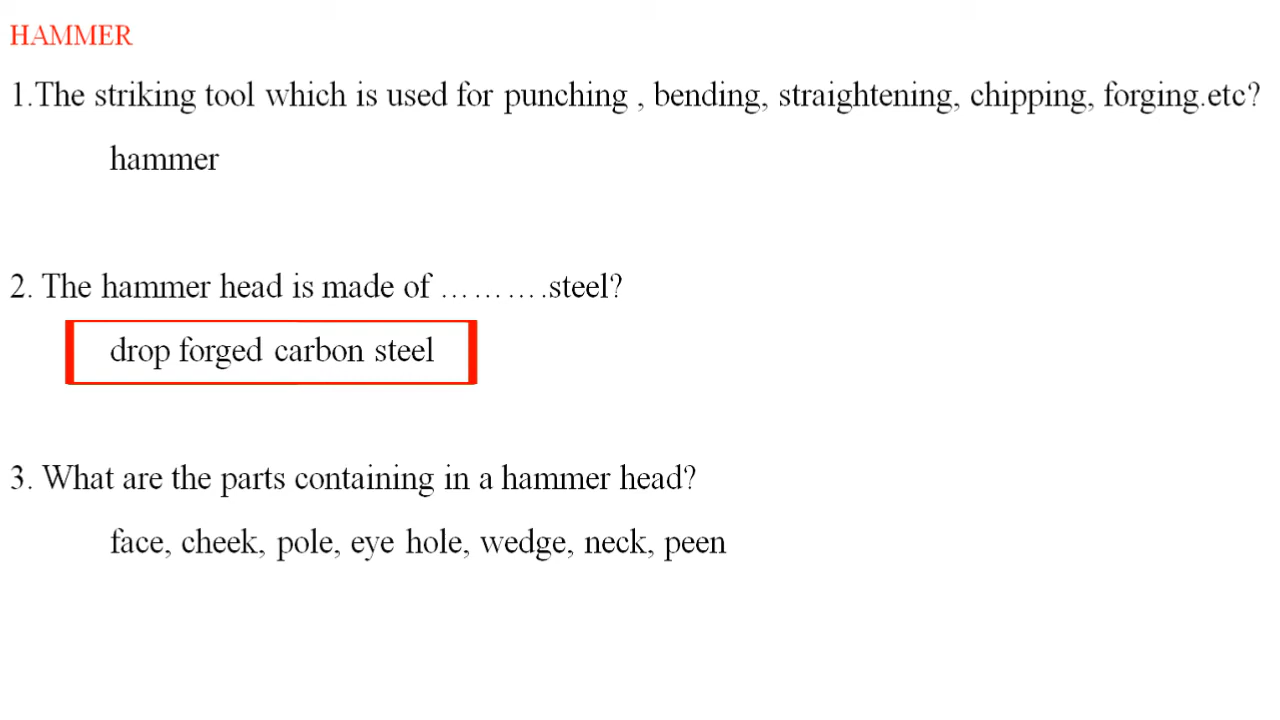 HAMMER
1.The striking tool which is used for punching , bending, straightening, chipping, forging.etc?
hammer
2. The hammer head is made of ……….steel?
drop forged carbon steel
3. What are the parts containing in a hammer head?
face, cheek, pole, eye hole, wedge, neck, peen